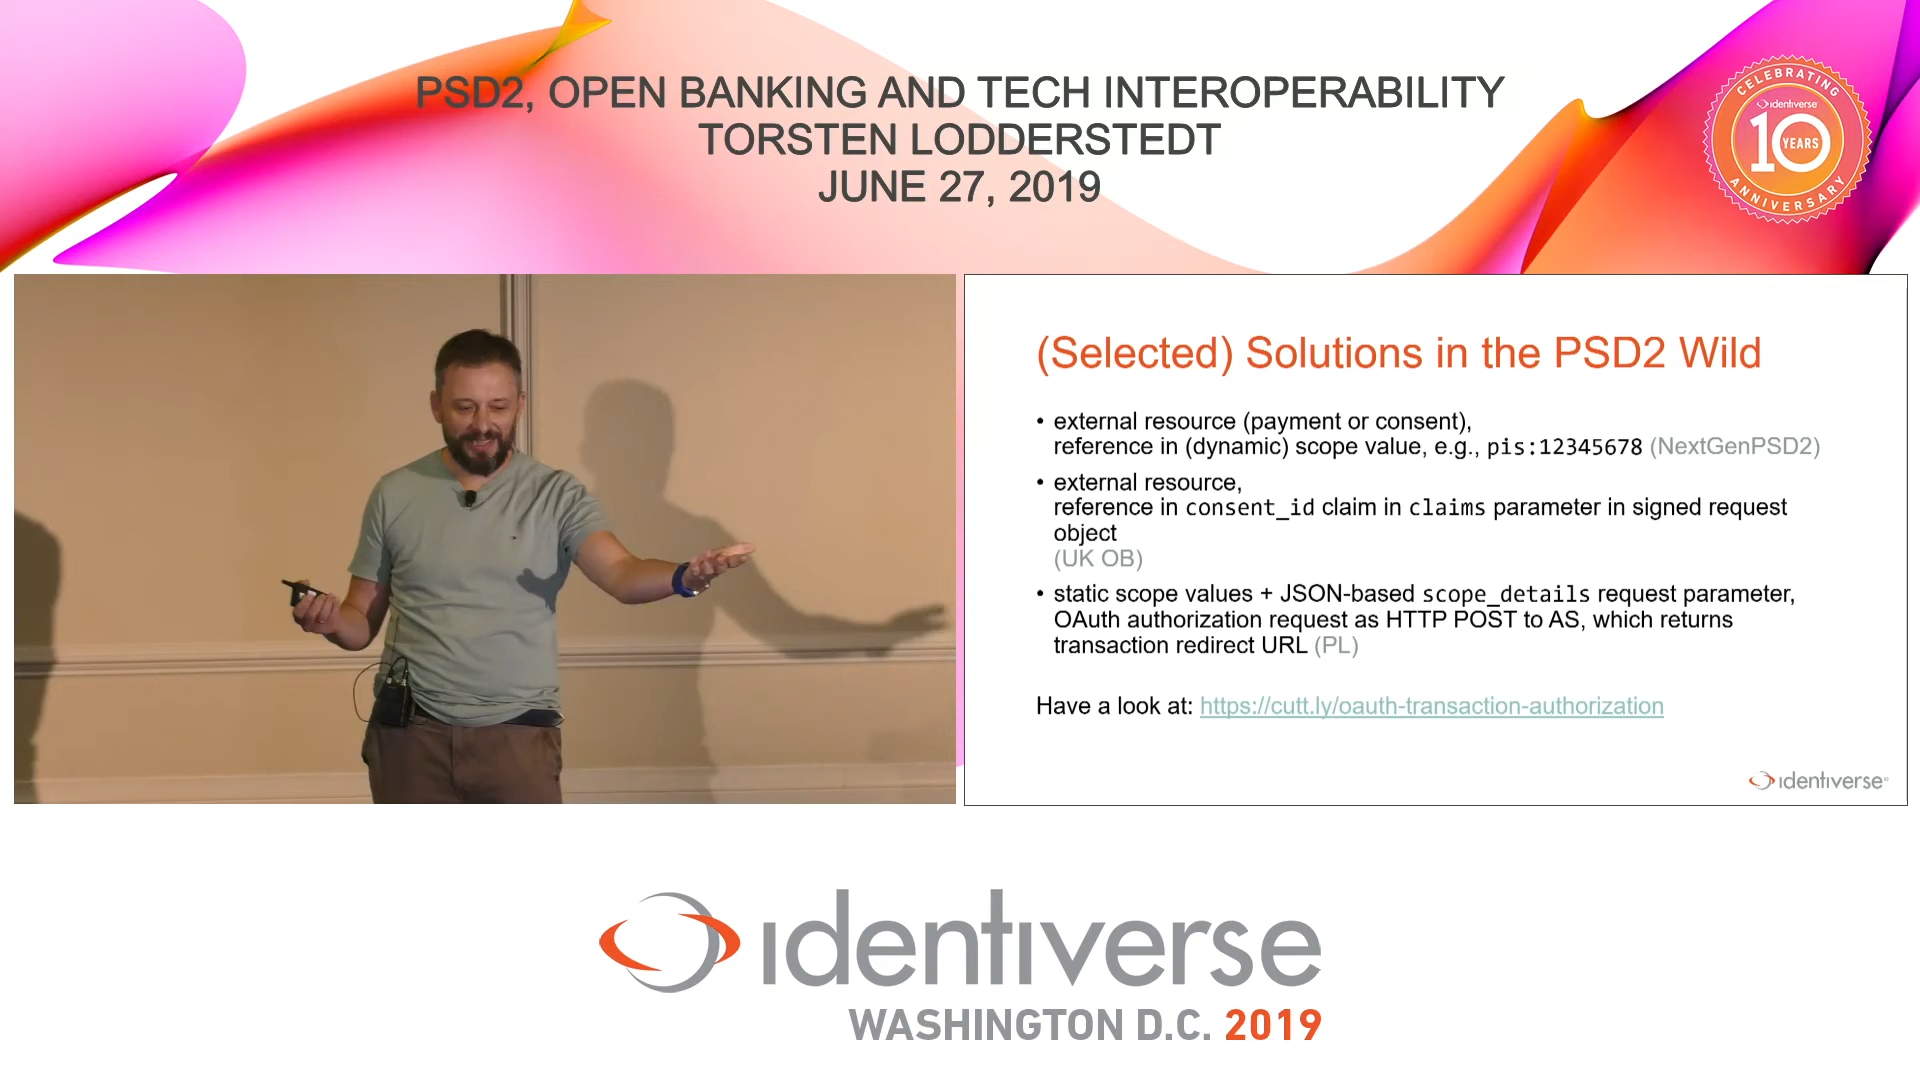 PSD2, OPEN BANKING AND TECH INTEROPERABILITY
TORSTEN LODDERSTEDT
JUNE 27, 2019
CELEBRATING
identiverse
10
YEARS
ANNIVERSARY
(Selected) Solutions in the PSD2 Wild
• external resource (payment or consent),
reference in (dynamic) scope value, e.g., pis:12345678 (NextGenPSD2)
• external resource,
reference in consent_id claim in claims parameter in signed request
object
(UK OB)
• static scope values + JSON-based scope_details request parameter,
OAuth authorization request as HTTP POST to AS, which returns
transaction redirect URL (PL)
Have a look at: https://cutt.ly/oauth-transaction-authorization
identiverse
identiverse
WASHINGTON D.C. 2019